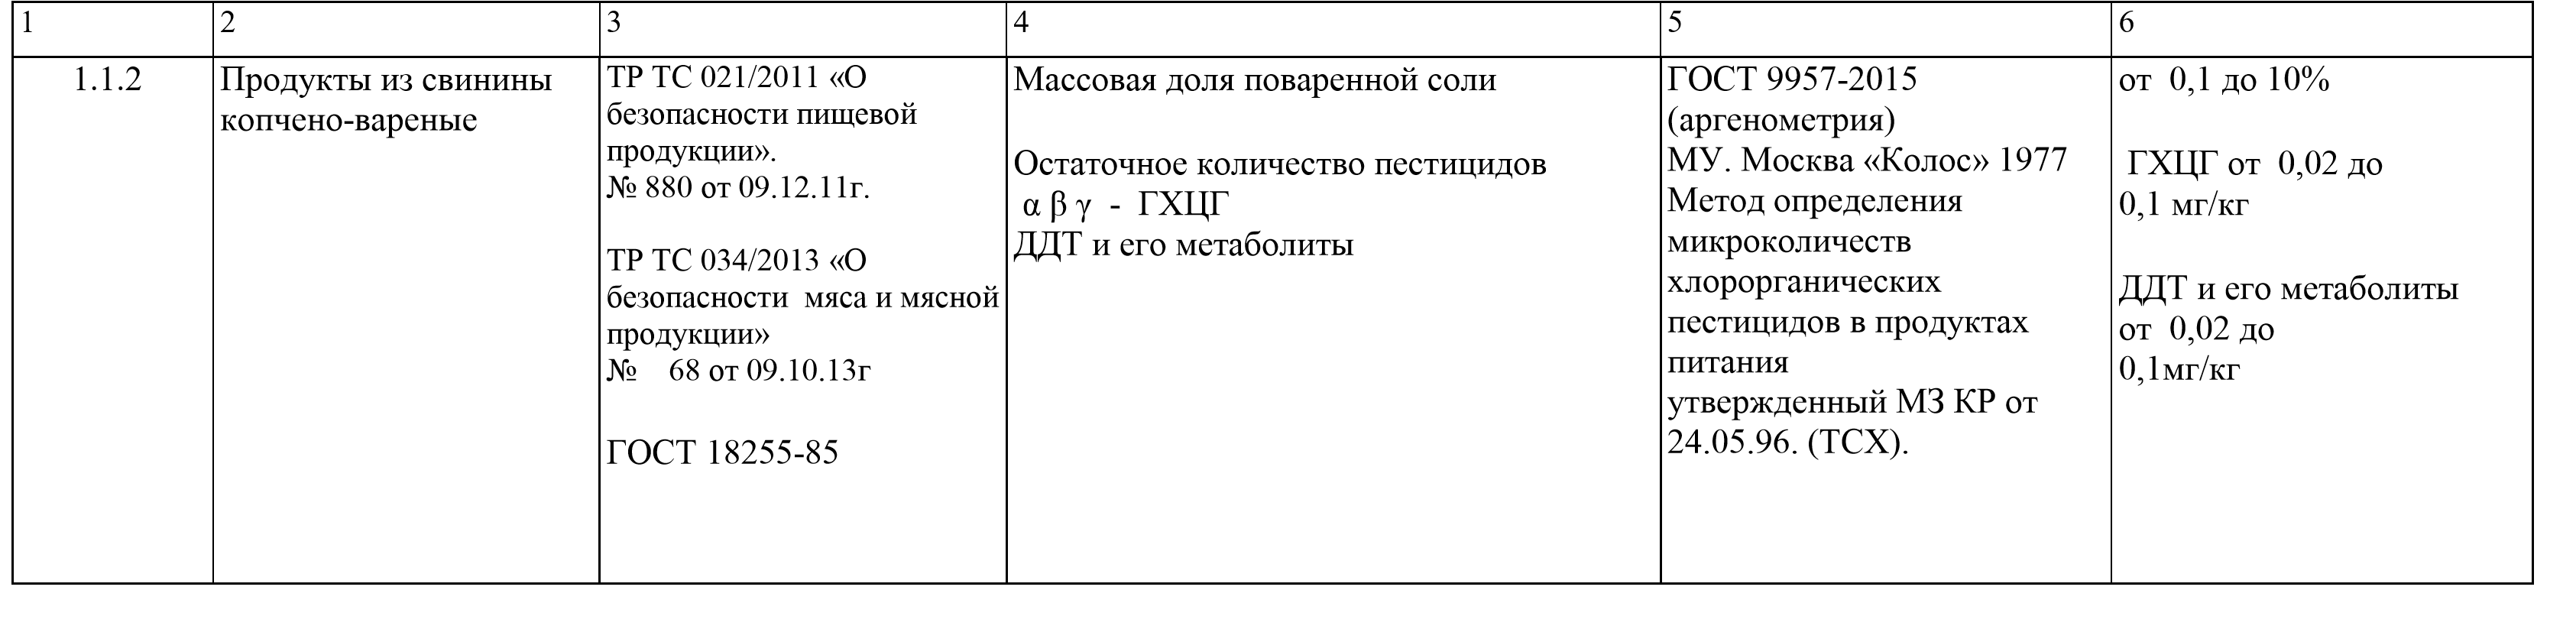 1 2 3 4 5 6
1.1.2
Продукты из свинины
копчено-вареные
ТР ТС 021/2011 «О
безопасности пищевой
продукции».
№ 880 от 09.12.11г.
ТР ТС 034/2013 «О
безопасности мяса и мясной
продукции»
№ 68 от 09.10.13г
ГОСТ 18255-85
Массовая доля поваренной соли
Остаточное количество пестицидов
α β γ - ГХЦГ
ДДТ и его метаболиты
ГОСТ 9957-2015
(аргенометрия)
МУ. Москва «Колос» 1977
Метод определения
микроколичеств
хлорорганических
пестицидов в продуктах
питания
утвержденный МЗ КР от
24.05.96. (ТСХ).
от 0,1 до 10%
ГХЦГ от 0,02 до
0,1 мг/кг
ДДТ и его метаболиты
от 0,02 до
0,1мг/кг